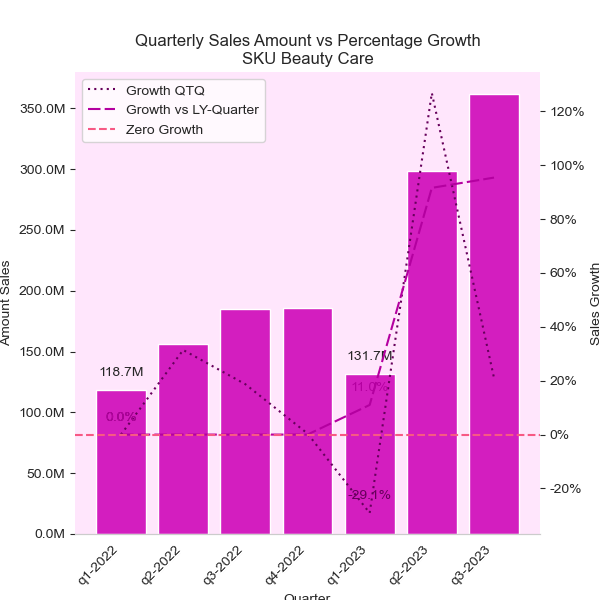 Quarterly Sales Amount vs Percentage Growth
SKU Beauty Care
Growth QTQ
Growth vs LY-Quarter
Zero Growth
350.0M
300.0M
250.0M
200.0M
150.0M
100.0M
50.0M
0.0M
Amount Sales
118.7M
0.0%
131.7M
11.0%
-29.1%
120%
100%
80%
60%
40%
20%
0%
-20%
Sales Growth
q1-2022
q2-2022
q3-2022
q4-2022
q1-2023
q2-2023
q3-2023
Quarter